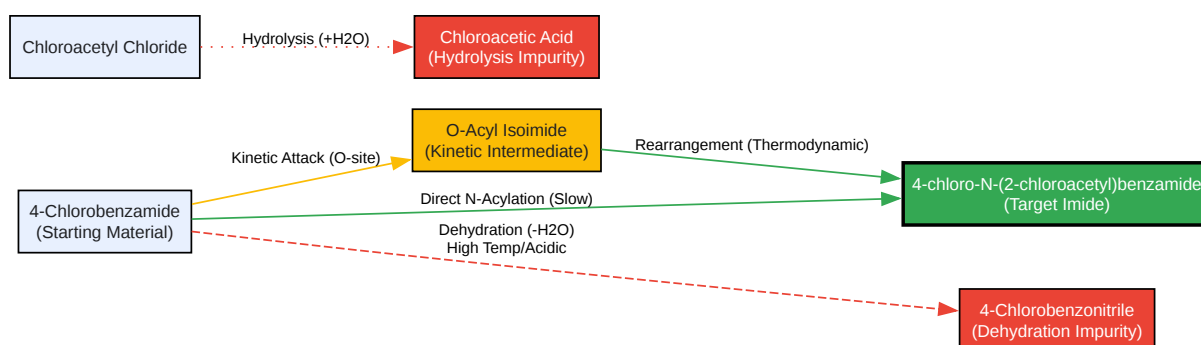 Chloroacetyl Chloride
Hydrolysis (+H2O)
Chloroacetic Acid
(Hydrolysis Impurity)
O-Acyl Isoimide
(Kinetic Intermediate)
Kinetic Attack (O-site)
Rearrangement (Thermodynamic)
4-Chlorobenzamide
(Starting Material)
Direct N-Acylation (Slow)
4-chloro-N-(2-chloroacetyl)benzamide
(Target Imide)
Dehydration (-H2O)
High Temp/Acidic
4-Chlorobenzonitrile
(Dehydration Impurity)